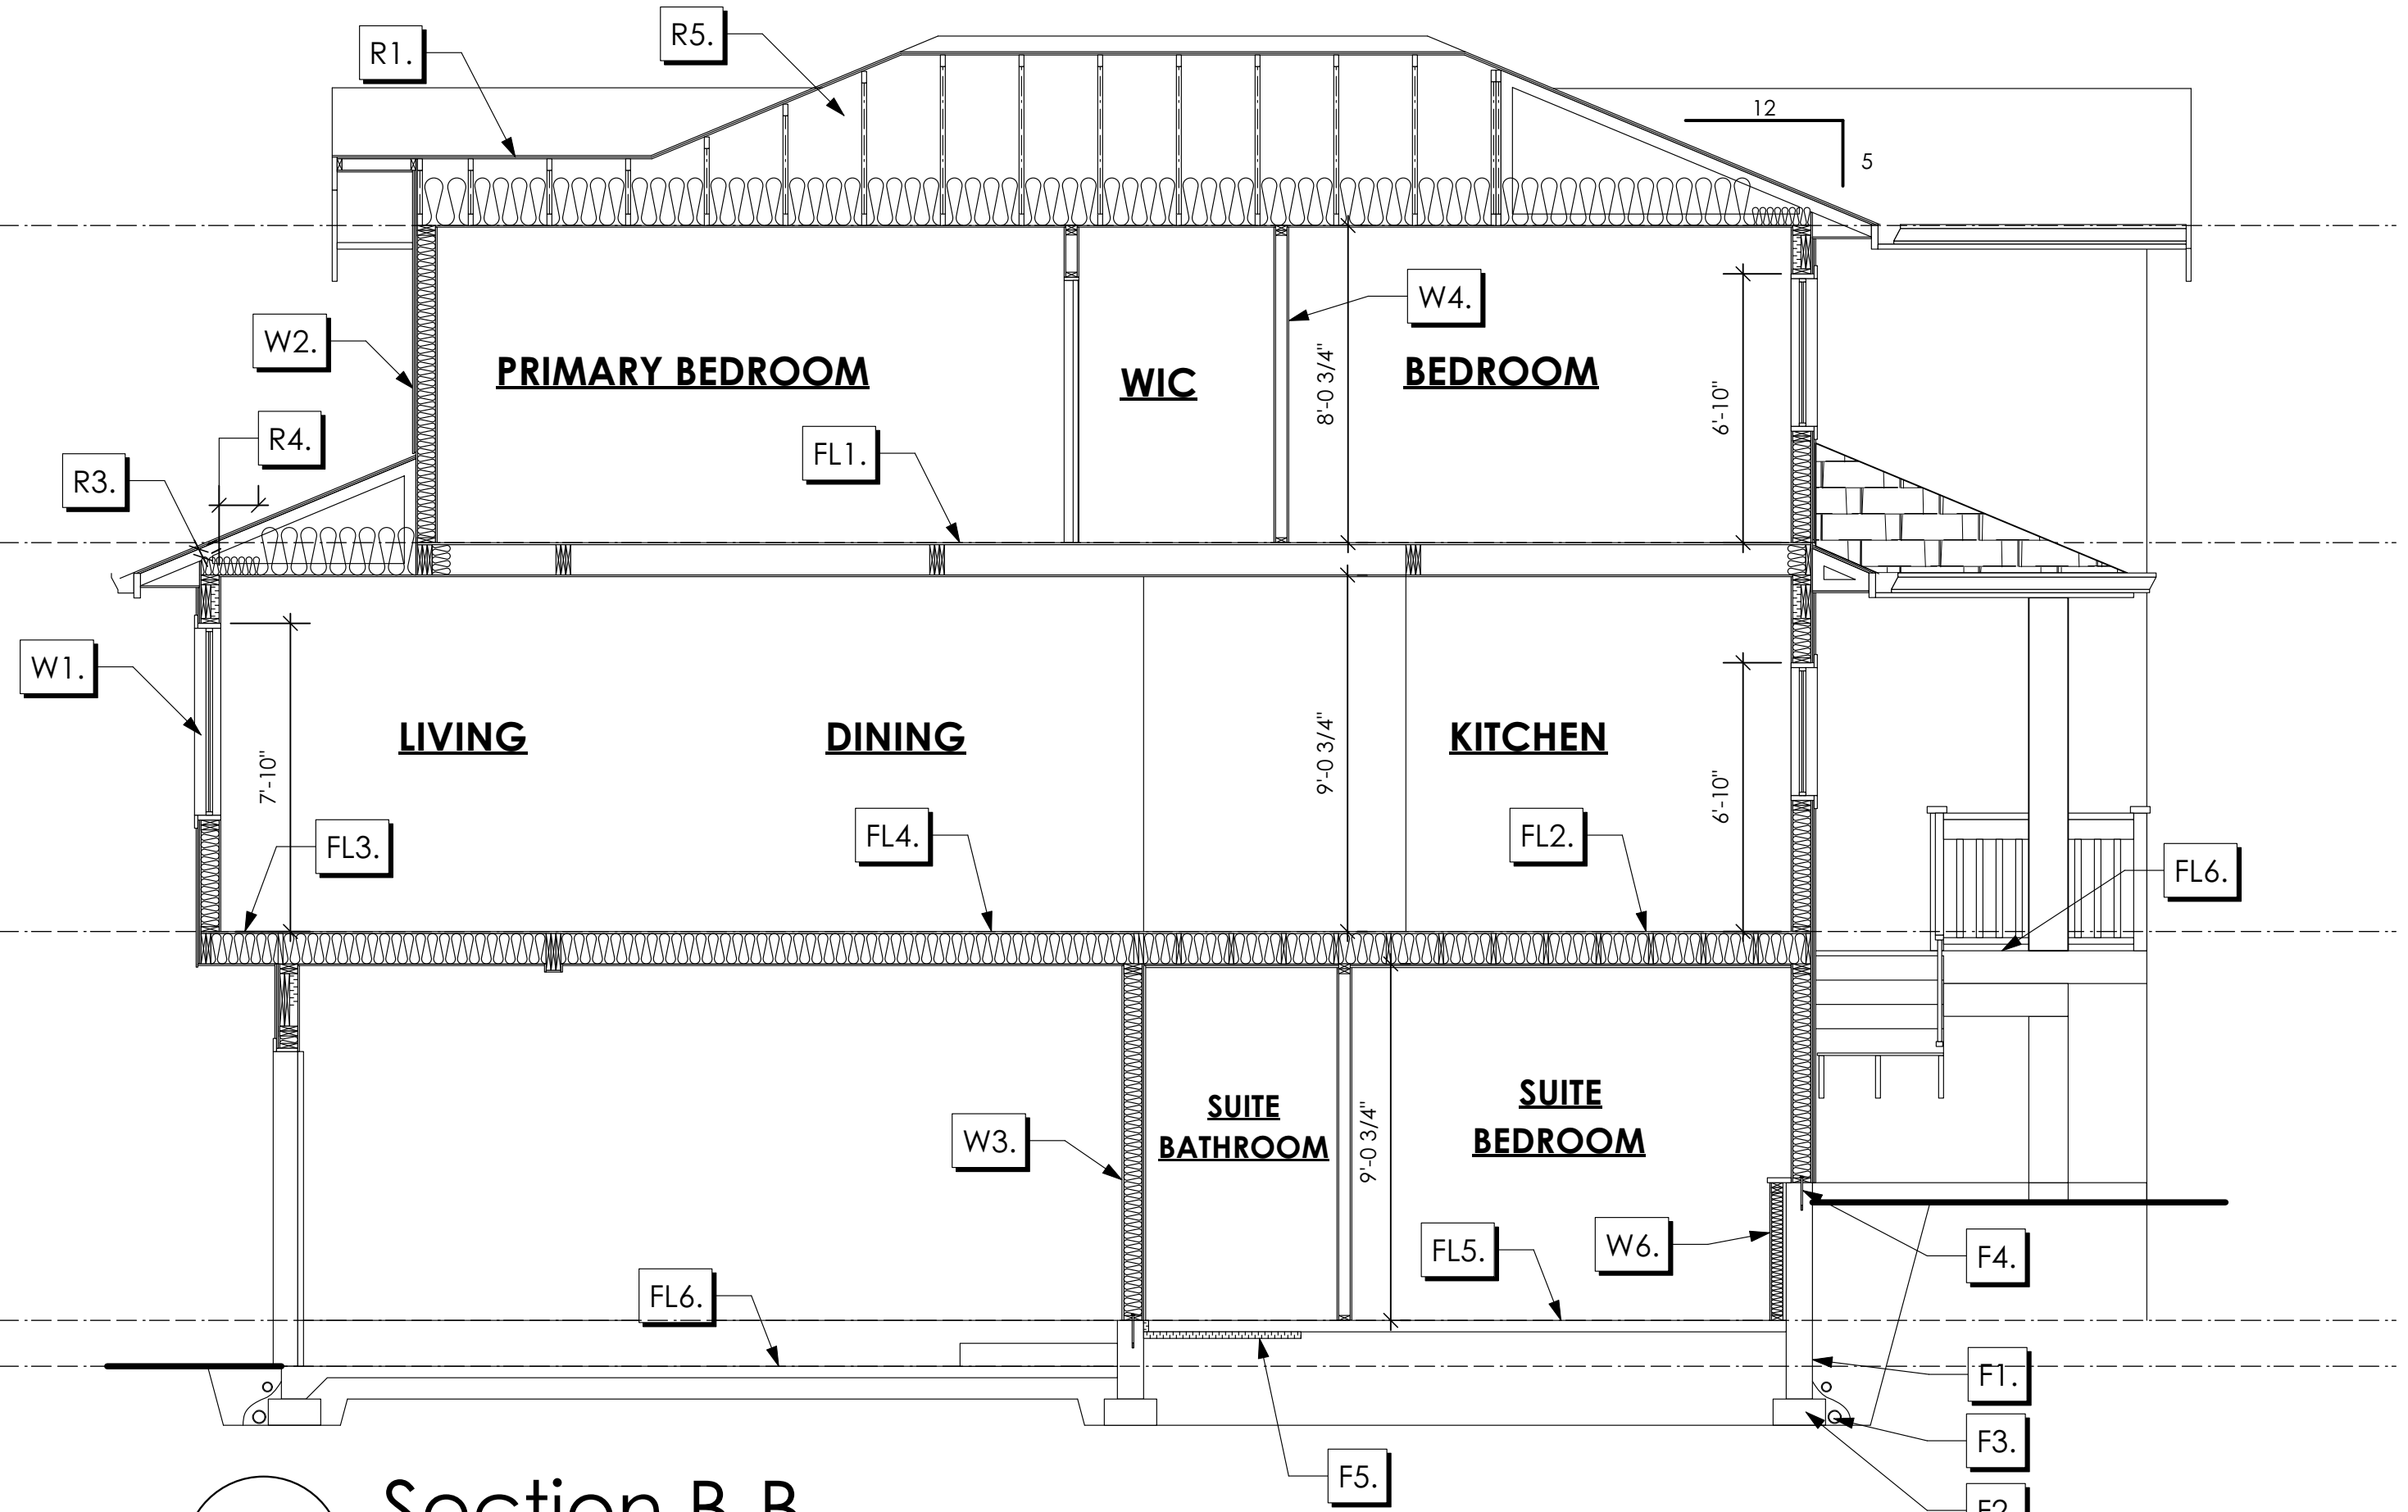 R5.
R1.
12
5
W4.
W2.
PRIMARY BEDROOM
WIC
BEDROOM
8'-0 3/4"
6'-10"
R4.
FL1.
R3.
W1.
LIVING
DINING
KITCHEN
7'-10"
9'-0 3/4"
6'-10"
FL3.
FL4.
FL2.
FL6.
SUITE
BATHROOM
SUITE
BEDROOM
W3.
9'-0 3/4"
FL5.
W6.
F4.
FL6.
F1.
F3.
F5.
F2.
Section B-B